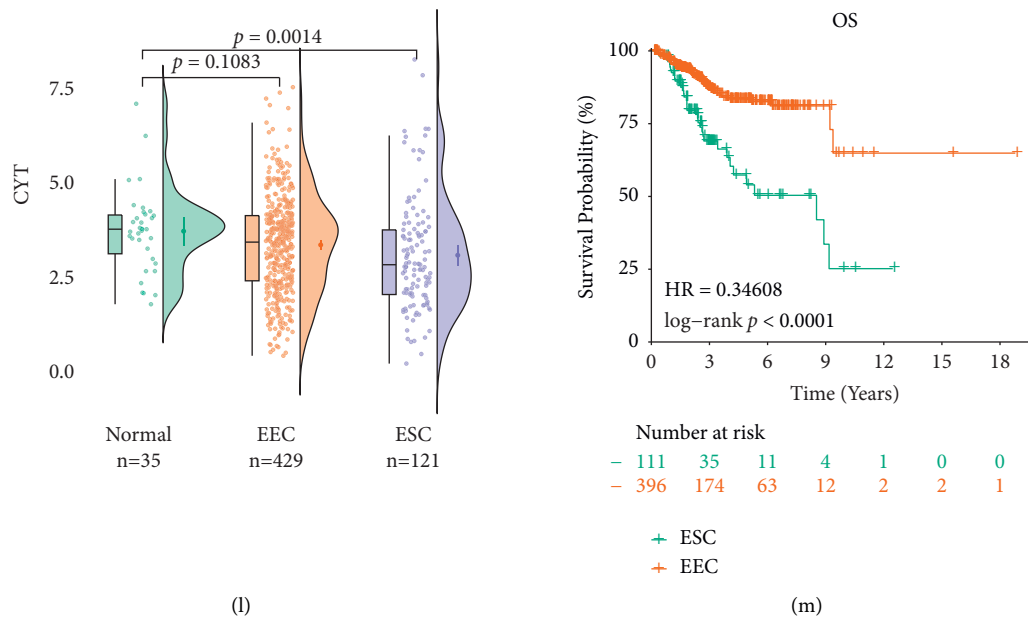 p = 0.0014
p = 0.1083
7.5
5.0
2.5
0.0
CYT
Normal
n=35
EEC
n=429
ESC
n=121
(l)
OS
100
75
50
25
0
Survival Probability (%)
HR = 0.34608
log–rank p < 0.0001
0 3 6 9 12 15 18
Time (Years)
Number at risk
– 111 35 11 4 1 0 0
– 396 174 63 12 2 2 1
ESC
EEC
(m)